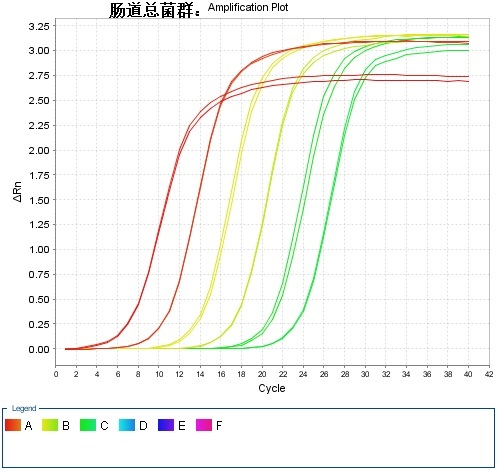 肠道总菌群：
Amplification Plot
3.25
3.00
2.75
2.50
2.25
2.00
1.75
1.50
1.25
1.00
0.75
0.50
0.25
0.00
ΔRn
0 2 4 6 8 10 12 14 16 18 20 22 24 26 28 30 32 34 36 38 40 42
Cycle
Legend
A B C D E F